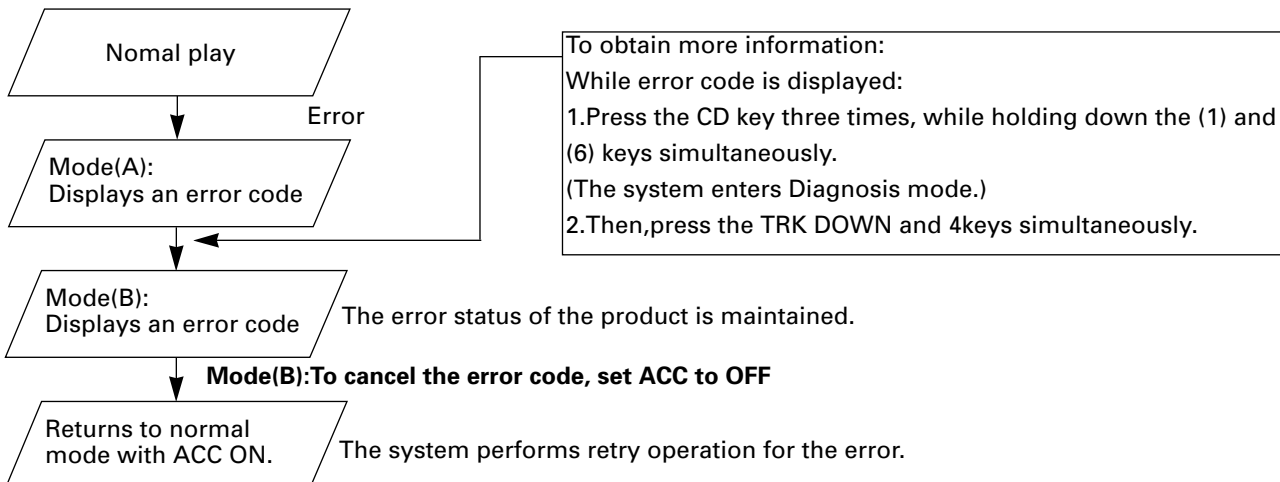 Nomal play
Error
To obtain more information:
While error code is displayed:
1.Press the CD key three times, while holding down the (1) and
(6) keys simultaneously.
(The system enters Diagnosis mode.)
2.Then,press the TRK DOWN and 4keys simultaneously.
Mode(A):
Displays an error code
Mode(B):
Displays an error code
The error status of the product is maintained.
Mode(B):To cancel the error code, set ACC to OFF
Returns to normal
mode with ACC ON.
The system performs retry operation for the error.